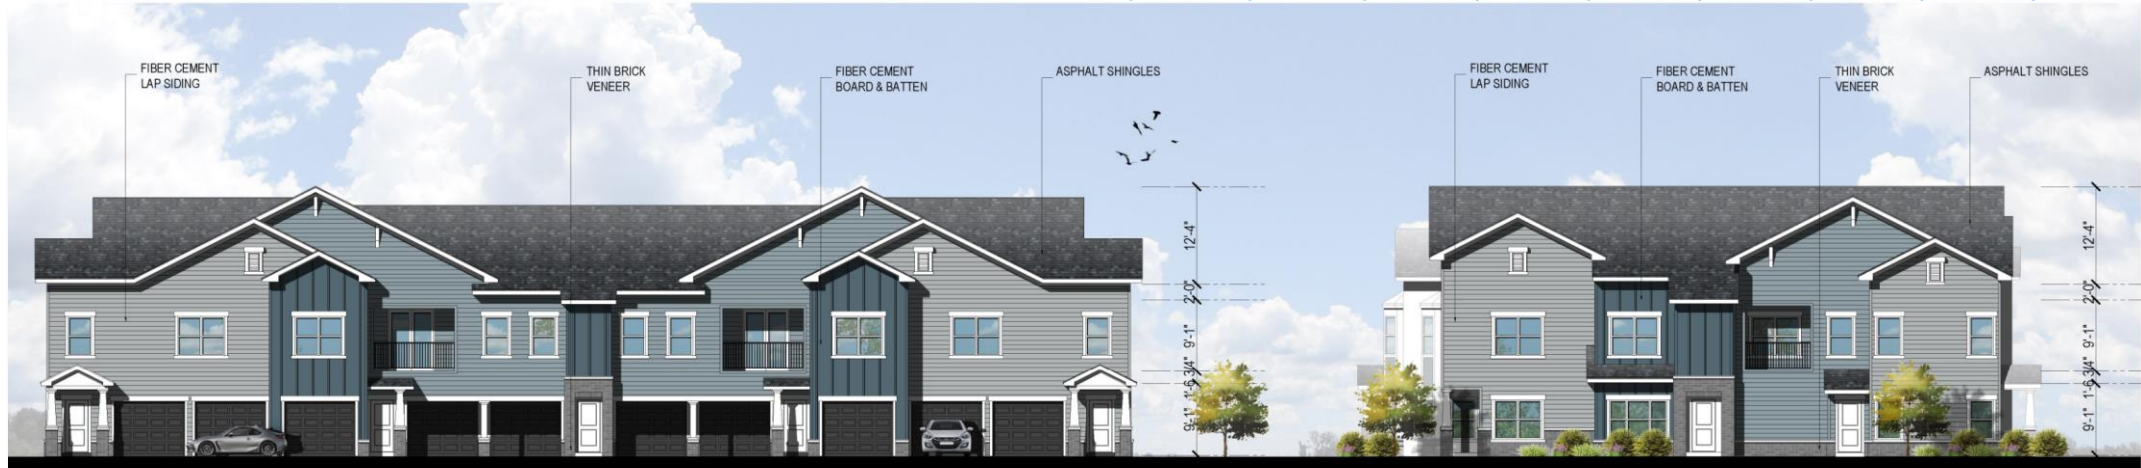 FIBER CEMENT
LAP SIDING
THIN BRICK
VENEER
FIBER CEMENT
BOARD & BATTEN
ASPHALT SHINGLES
12'-4"
2'-0"
9'-1"
1'-6 3/4"
9'-1"
FIBER CEMENT
LAP SIDING
FIBER CEMENT
BOARD & BATTEN
THIN BRICK
VENEER
ASPHALT SHINGLES
12'-4"
2'-0"
9'-1"
1'-6 3/4"
9'-1"